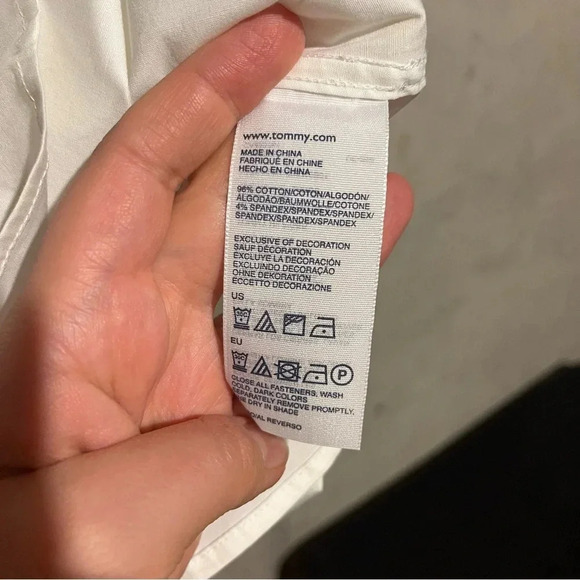 www.tommy.com
MADE IN CHINA
FABRIQUÉ EN CHINE
HECHO EN CHINA
96% COTTON/COTON/ALGODÓN/
ALGODÃO/BAUMWOLLE/COTONE
4% SPANDEX/SPANDEX/SPANDEX/
SPANDEX/SPANDEX/SPANDEX
EXCLUSIVE OF DECORATION
SAUF DÉCORATION
EXCLUYE LA DECORACIÓN
EXCLUINDO DECORAÇÃO
OHNE DEKORATION
ECCETTO DECORAZIONE
US
EU
P
CLOSE ALL FASTENERS, WASH
COLD, DARK COLORS
SEPARATELY REMOVE PROMPTLY,
DRY IN SHADE
REVERSO